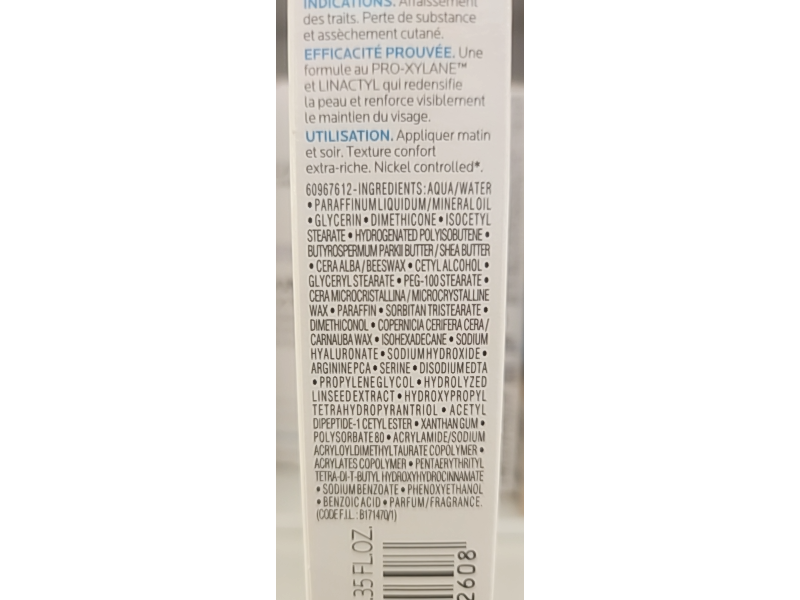 INDICATIONS. Affaissement
des traits. Perte de substance
et assèchement cutané.
EFFICACITÉ PROUVÉE. Une
formule au PRO-XYLANE™
et LINACTYL qui redensifie
la peau et renforce visiblement
le maintien du visage.
UTILISATION. Appliquer matin
et soir. Texture confort
extra-riche. Nickel controlled*.
60967612-INGREDIENTS: AQUA/WATER
• PARAFFINUM LIQUIDUM/MINERAL OIL
• GLYCERIN • DIMETHICONE • ISOCETYL
STEARATE • HYDROGENATED POLYISOBUTENE •
BUTYROSPERMUM PARKII BUTTER/SHEA BUTTER
• CERA ALBA/BEESWAX • CETYL ALCOHOL •
GLYCERYL STEARATE • PEG-100 STEARATE •
CERA MICROCRISTALLINA/MICROCRYSTALLINE
WAX • PARAFFIN • SORBITAN TRISTEARATE •
DIMETHICONOL • COPERNICIA CERIFERA CERA/
CARNAUBA WAX • ISOHEXADECANE • SODIUM
HYALURONATE • SODIUM HYDROXIDE •
ARGININE PCA • SERINE • DISODIUM EDTA
• PROPYLENE GLYCOL • HYDROLYZED
LINSEED EXTRACT • HYDROXYPROPYL
TETRAHYDROPYRANTRIOL • ACETYL
DIPEPTIDE-1 CETYL ESTER • XANTHAN GUM •
POLYSORBATE 80 • ACRYLAMIDE/SODIUM
ACRYLOYLDIMETHYLTAURATE COPOLYMER •
ACRYLATES COPOLYMER • PENTAERYTHRITYL
TETRA-DI-T-BUTYL HYDROXYHYDROCINNAMATE
• SODIUM BENZOATE • PHENOXYETHANOL
• BENZOIC ACID • PARFUM/FRAGRANCE.
(CODE F.I.L.: B171470/1)
.35 FL.OZ.
2608